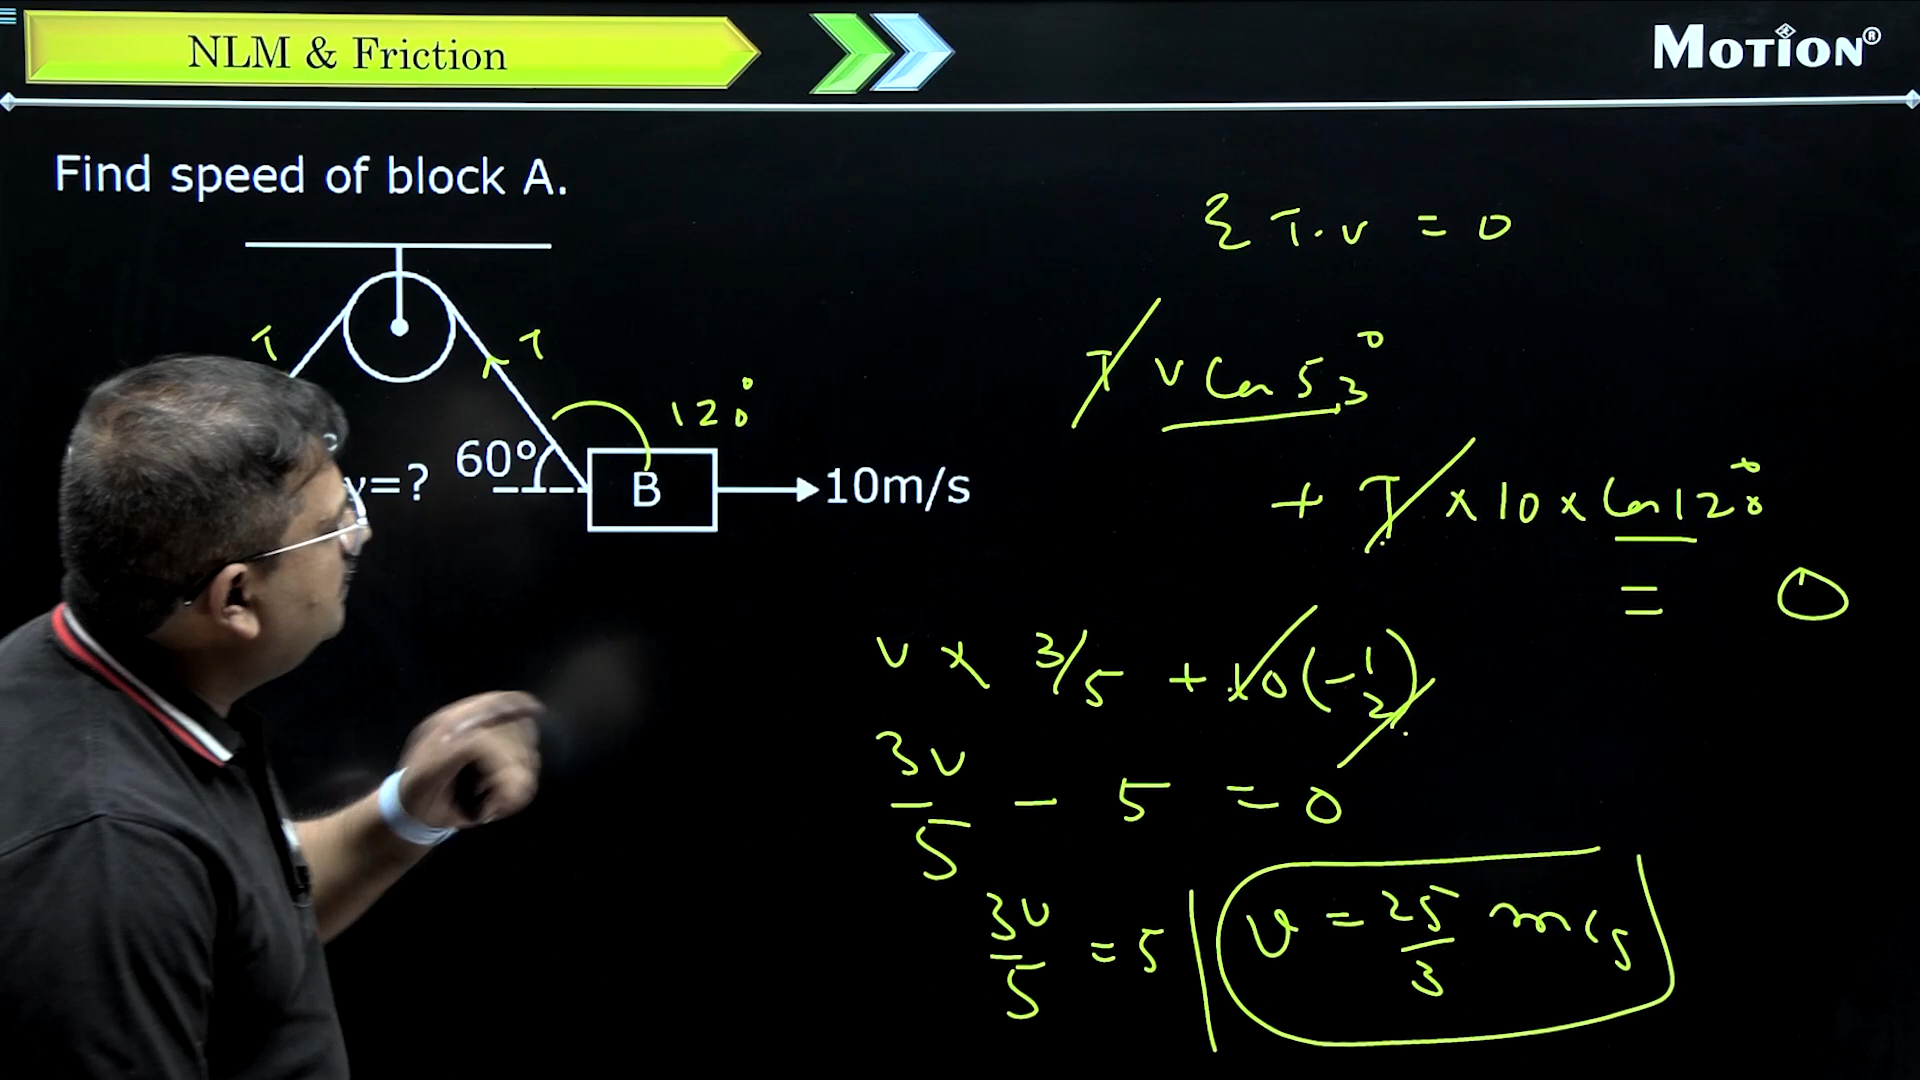 NLM & Friction
MOTION®
Find speed of block A.
Σ T·v = 0
T
T
120°
60°
v=?
B
10m/s
T v Cos 53°
+ T × 10 × Cos 120°
= 0
v × 3/5 + 10(-1/2)
3v/5 - 5 = 0
3v/5 = 5
v = 25/3 m/s